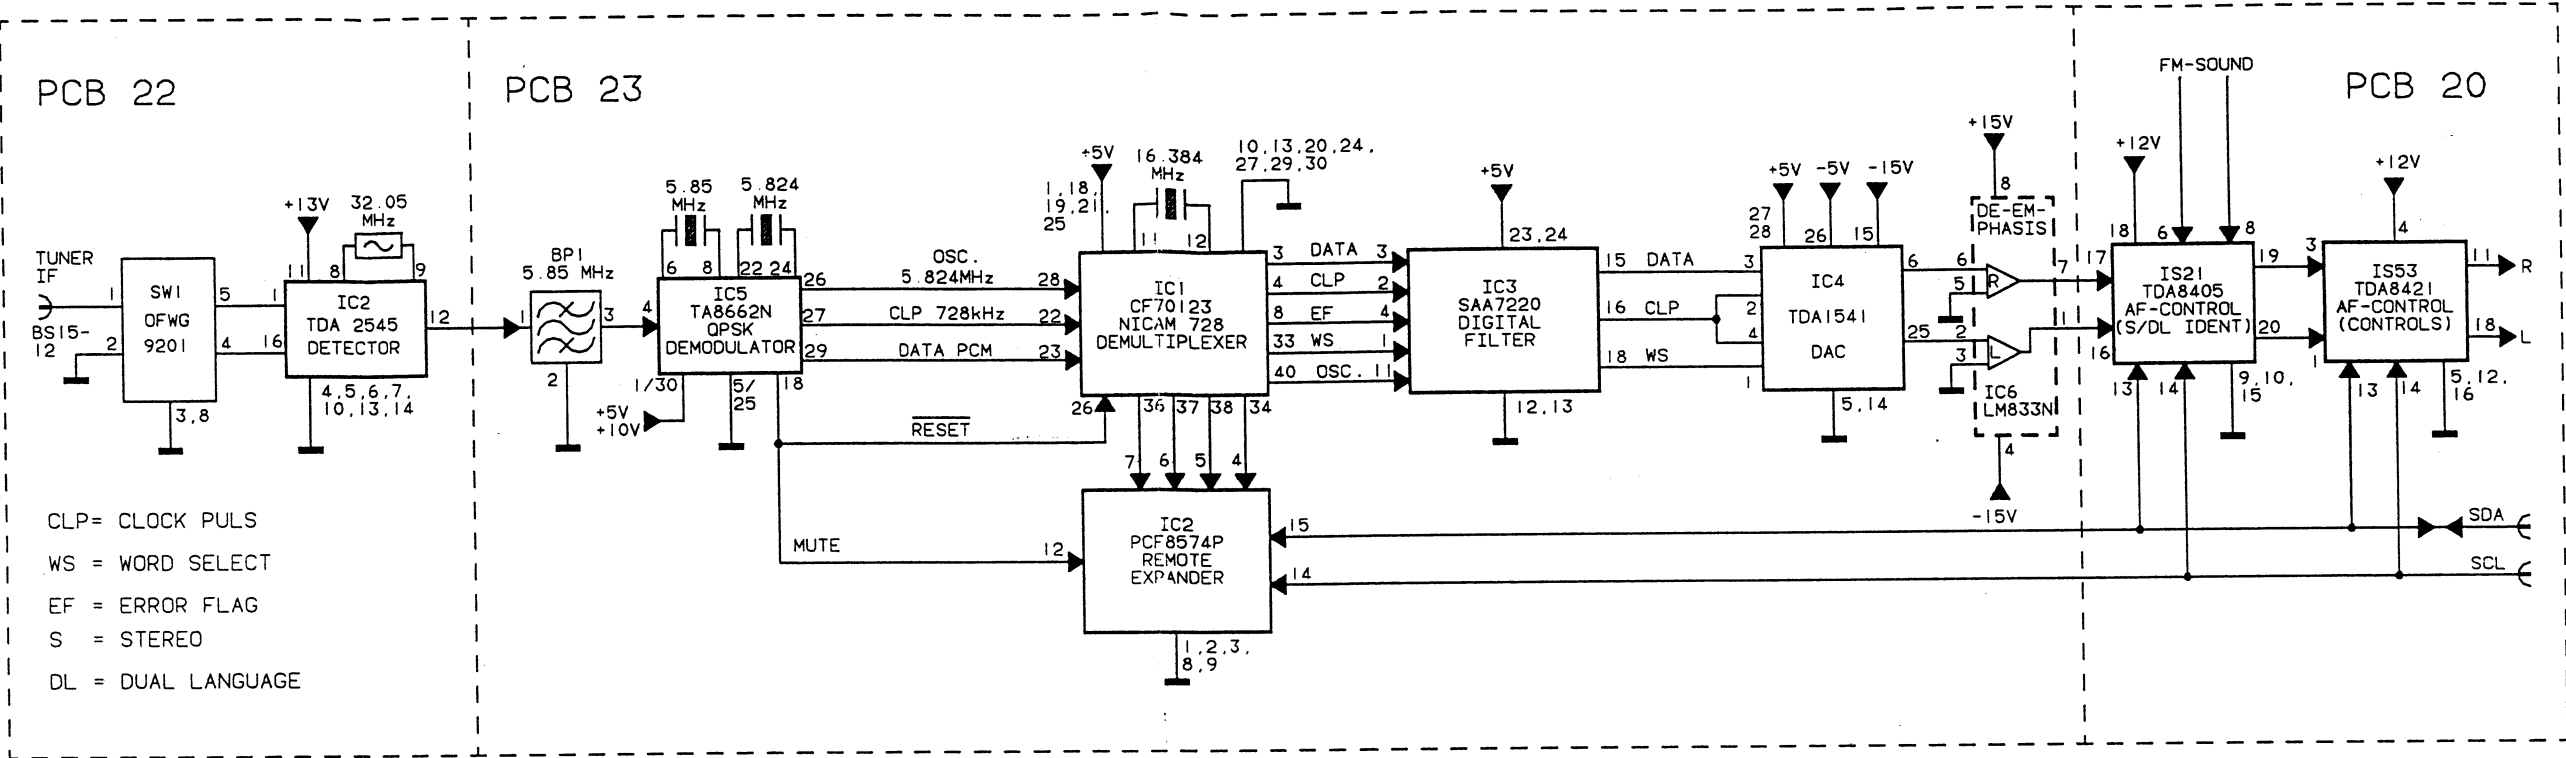 PCB 22
TUNER
IF
BS15-
12
1
2
SW1
OFWG
9201
3,8
5
4
+13V
32.05
MHz
11
8
9
1
16
IC2
TDA 2545
DETECTOR
12
4,5,6,7,
10,13,14
CLP= CLOCK PULS
WS = WORD SELECT
EF = ERROR FLAG
S = STEREO
DL = DUAL LANGUAGE
PCB 23
BP1
5.85 MHz
1
3
2
5.85
MHz
5.824
MHz
6
8
22
24
4
IC5
TA8662N
QPSK
DEMODULATOR
1/30
5/
25
18
+5V
+10V
26
27
29
OSC.
5.824MHz
CLP 728kHz
DATA PCM
28
22
23
RESET
26
MUTE
12
+5V
1,18,
19,21,
25
16.384
MHz
11
12
10,13,20,24,
27,29,30
IC1
CF70123
NICAM 728
DEMULTIPLEXER
36
37
38
34
7
6
5
4
IC2
PCF8574P
REMOTE
EXPANDER
1,2,3,
8,9
15
14
3 DATA 3
4 CLP 2
8 EF 4
33 WS 1
40 OSC. 11
+5V
23,24
IC3
SAA7220
DIGITAL
FILTER
12,13
15 DATA 3
16 CLP 2
4
18 WS 1
+5V
-5V
-15V
27
28
26
15
IC4
TDA1541
DAC
5,14
6
25
+15V
8
DE-EM-
PHASIS
6
5
R
7
2
3
L
1
IC6
LM833N
4
-15V
PCB 20
FM-SOUND
+12V
18
6
8
17
16
IS21
TDA8405
AF-CONTROL
(S/DL IDENT)
13
14
9,10,
15
19
20
3
1
+12V
4
IS53
TDA8421
AF-CONTROL
(CONTROLS)
13
14
5,12,
16
11
R
18
L
SDA
SCL